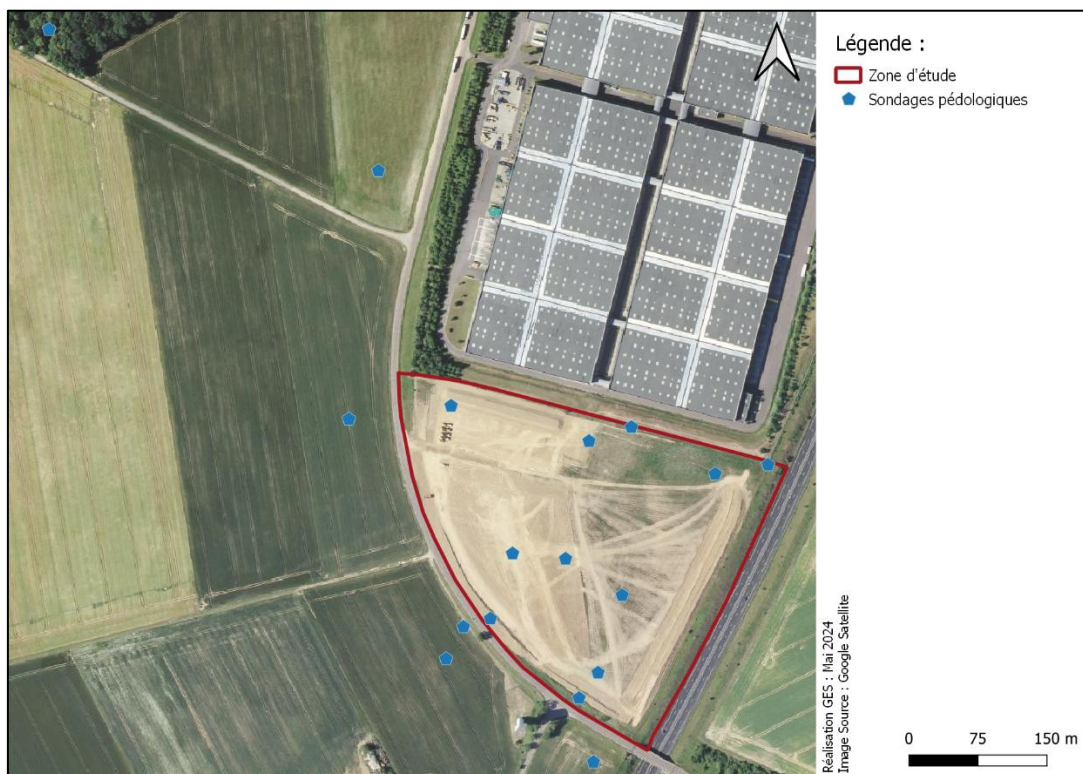 Légende :
Zone d'étude
Sondages pédologiques
Réalisation GES : Mai 2024
Image Source : Google Satellite
0 75 150 m